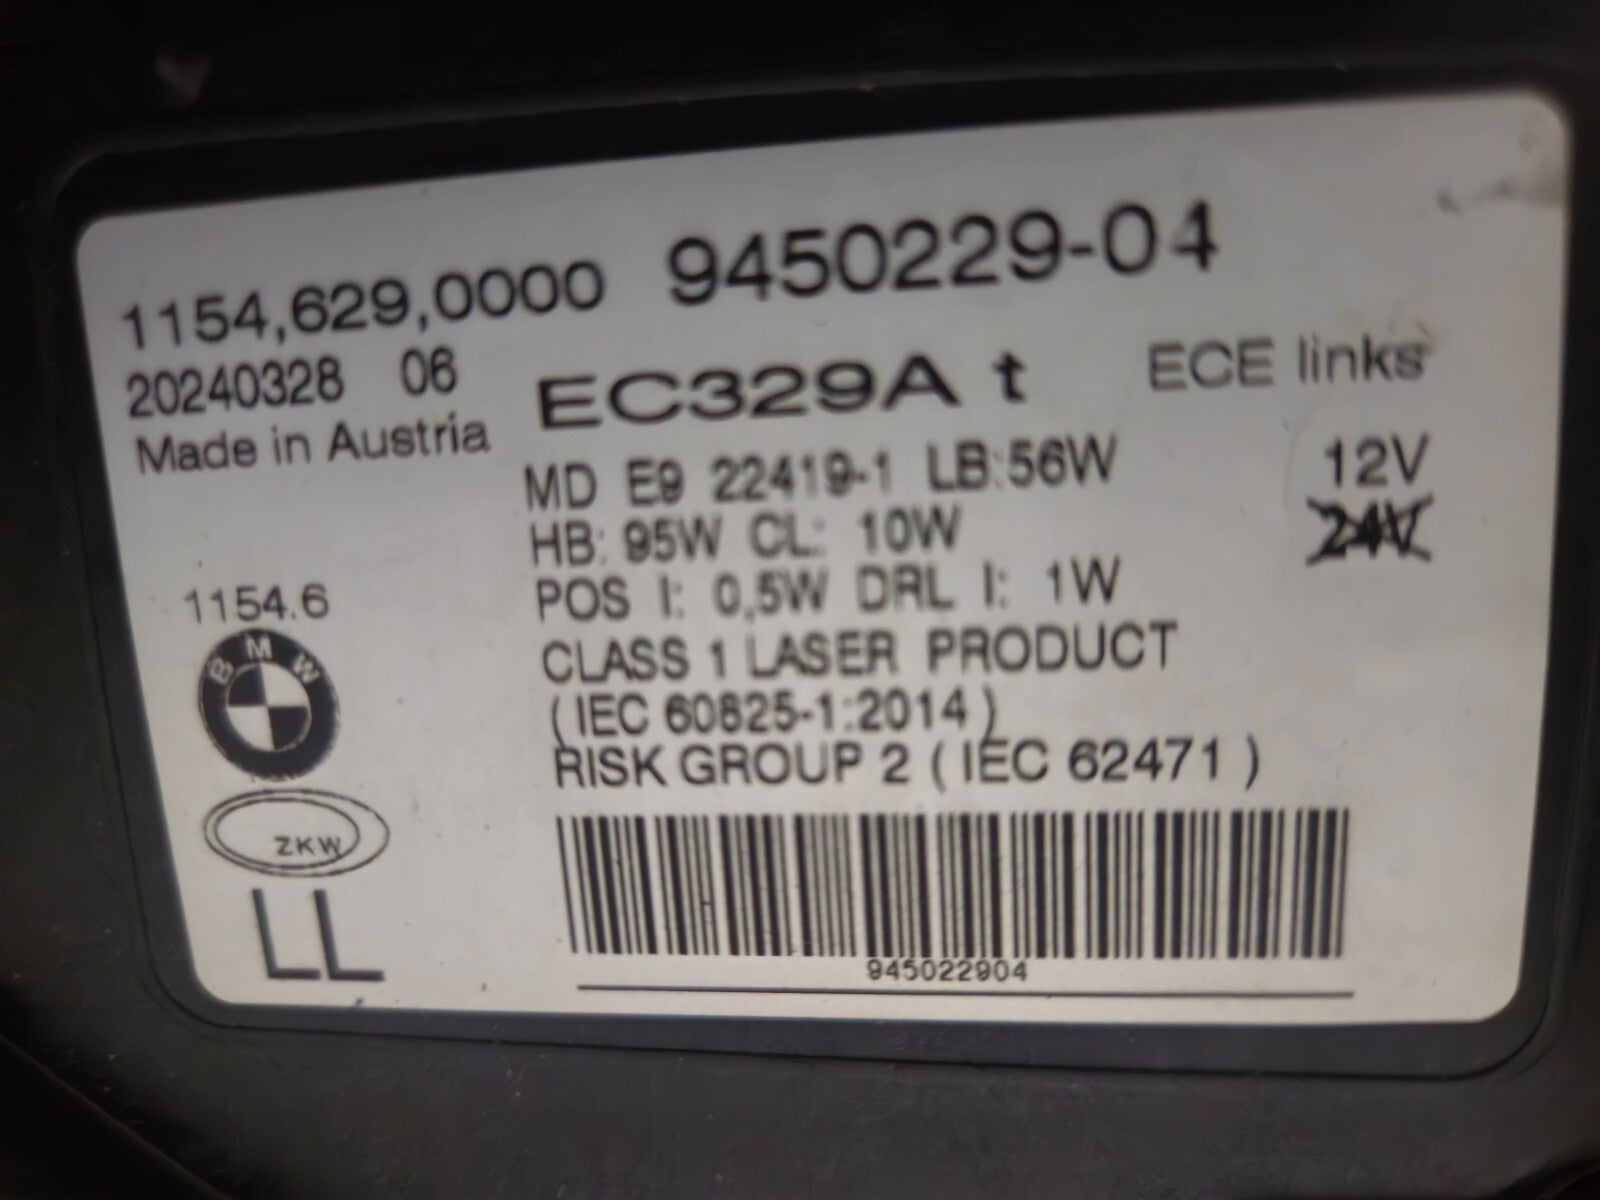 1154,629,0000 9450229-04
20240328 06
EC329A t
ECE links
Made in Austria
MD E9 22419-1 LB:56W
12V
HB: 95W CL: 10W
24V
POS I: 0,5W DRL I: 1W
1154.6
CLASS 1 LASER PRODUCT
BMW
(IEC 60825-1:2014)
RISK GROUP 2 (IEC 62471)
ZKW
LL
945022904